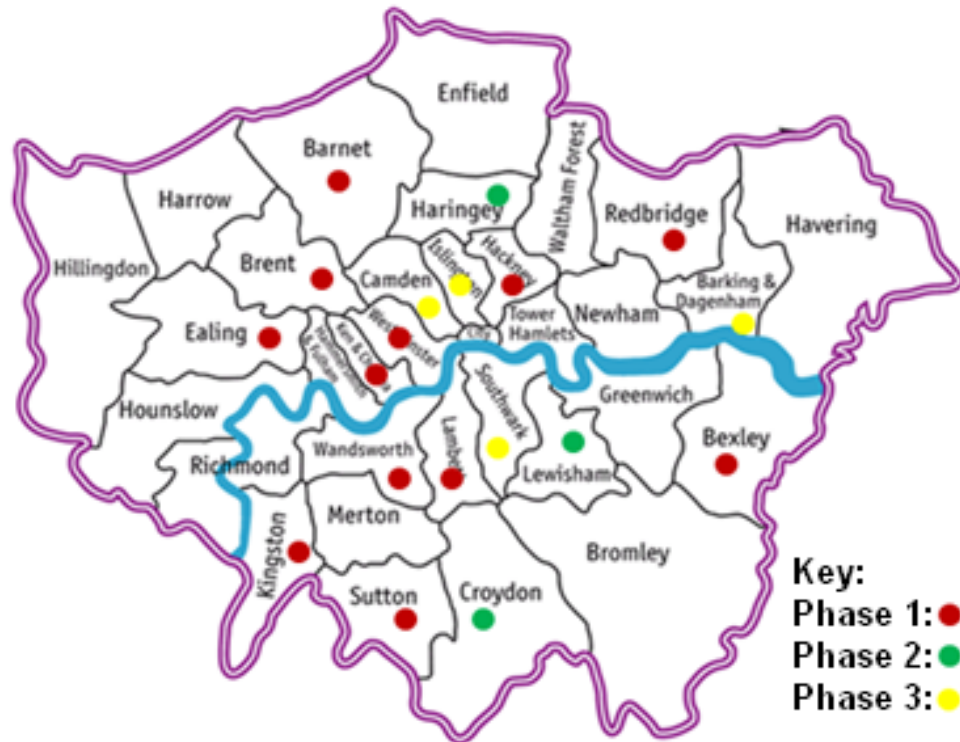 Enfield
Barnet
Harrow
Haringey
Waltham Forest
Redbridge
Havering
Hillingdon
Brent
Camden
Islington
Hackney
Barking &
Dagenham
Ealing
Westminster
City
Tower
Hamlets
Newham
Hammersmith
& Fulham
Hounslow
Southwark
Greenwich
Richmond
Wandsworth
Lambeth
Lewisham
Bexley
Kingston
Merton
Bromley
Sutton
Croydon
Key:
Phase 1:
Phase 2:
Phase 3: